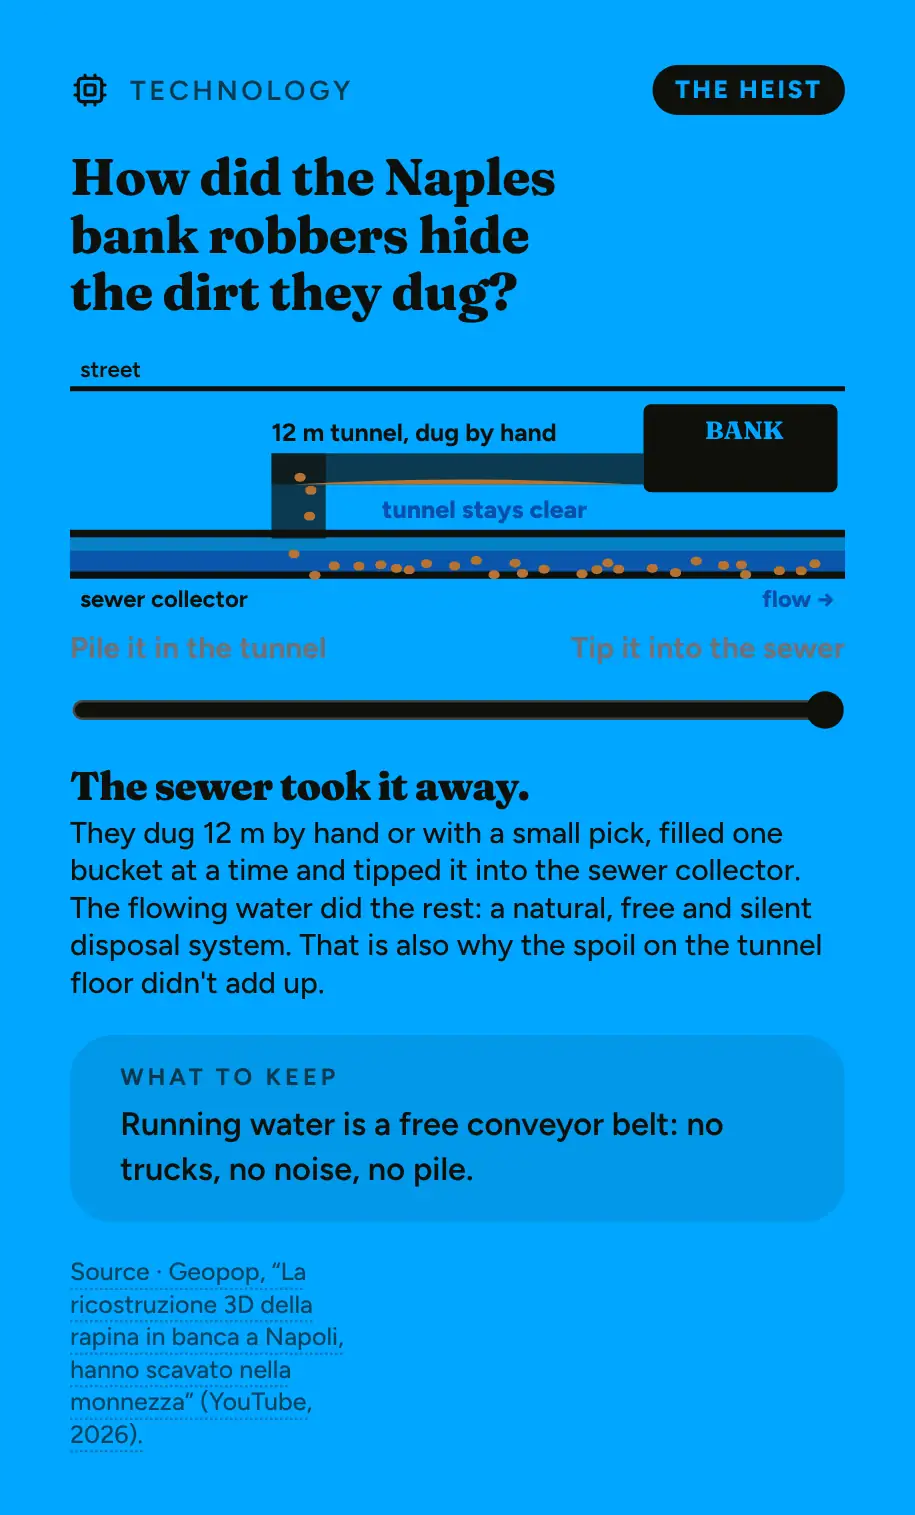 TECHNOLOGY
THE HEIST
How did the Naples
bank robbers hide
the dirt they dug?
street
12 m tunnel, dug by hand
BANK
tunnel stays clear
sewer collector
flow →
Pile it in the tunnel
Tip it into the sewer
The sewer took it away.
They dug 12 m by hand or with a small pick, filled one
bucket at a time and tipped it into the sewer collector.
The flowing water did the rest: a natural, free and silent
disposal system. That is also why the spoil on the tunnel
floor didn't add up.
WHAT TO KEEP
Running water is a free conveyor belt: no
trucks, no noise, no pile.
Source · Geopop, “La
ricostruzione 3D della
rapina in banca a Napoli,
hanno scavato nella
monnezza” (YouTube,
2026).